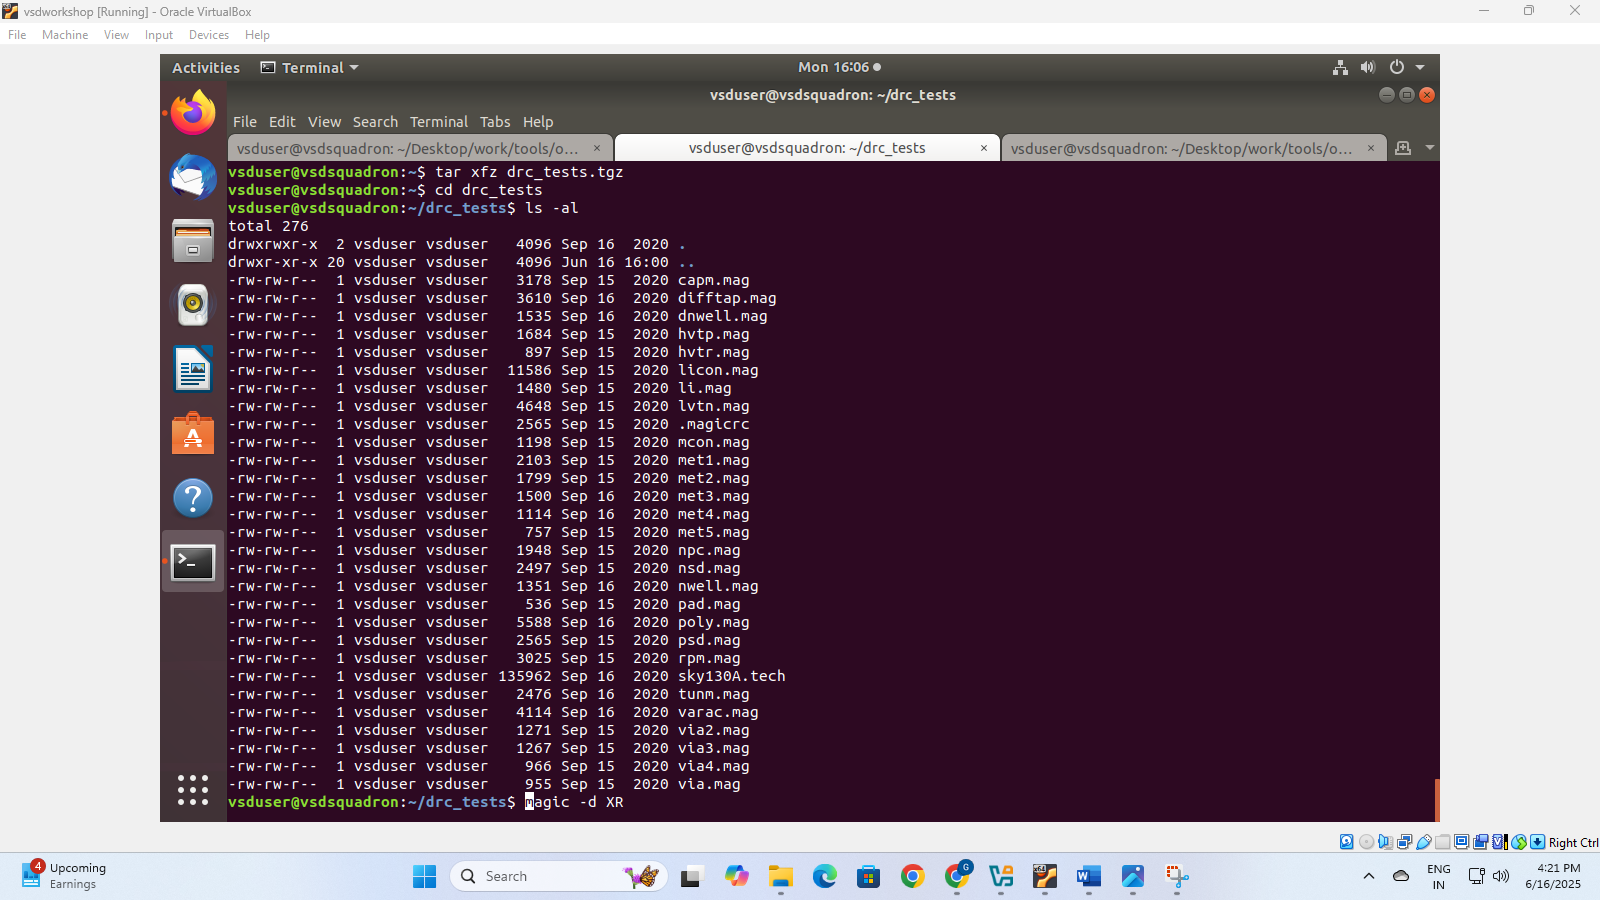 vsdworkshop [Running] - Oracle VirtualBox
File Machine View Input Devices Help
Activities Terminal Mon 16:06
vsduser@vsdsquadron: ~/drc_tests
File Edit View Search Terminal Tabs Help
vsduser@vsdsquadron: ~/Desktop/work/tools/o... × vsduser@vsdsquadron: ~/drc_tests × vsduser@vsdsquadron: ~/Desktop/work/tools/o... ×
vsduser@vsdsquadron:~$ tar xfz drc_tests.tgz
vsduser@vsdsquadron:~$ cd drc_tests
vsduser@vsdsquadron:~/drc_tests$ ls -al
total 276
drwxrwxr-x 2 vsduser vsduser 4096 Sep 16 2020 .
drwxr-xr-x 20 vsduser vsduser 4096 Jun 16 16:00 ..
-rw-rw-r-- 1 vsduser vsduser 3178 Sep 15 2020 capm.mag
-rw-rw-r-- 1 vsduser vsduser 3610 Sep 16 2020 difftap.mag
-rw-rw-r-- 1 vsduser vsduser 1535 Sep 16 2020 dnwell.mag
-rw-rw-r-- 1 vsduser vsduser 1684 Sep 15 2020 hvtp.mag
-rw-rw-r-- 1 vsduser vsduser 897 Sep 15 2020 hvtr.mag
-rw-rw-r-- 1 vsduser vsduser 11586 Sep 15 2020 licon.mag
-rw-rw-r-- 1 vsduser vsduser 1480 Sep 15 2020 li.mag
-rw-rw-r-- 1 vsduser vsduser 4648 Sep 15 2020 lvtn.mag
-rw-rw-r-- 1 vsduser vsduser 2565 Sep 15 2020 .magicrc
-rw-rw-r-- 1 vsduser vsduser 1198 Sep 15 2020 mcon.mag
-rw-rw-r-- 1 vsduser vsduser 2103 Sep 15 2020 met1.mag
-rw-rw-r-- 1 vsduser vsduser 1799 Sep 15 2020 met2.mag
-rw-rw-r-- 1 vsduser vsduser 1500 Sep 16 2020 met3.mag
-rw-rw-r-- 1 vsduser vsduser 1114 Sep 16 2020 met4.mag
-rw-rw-r-- 1 vsduser vsduser 757 Sep 15 2020 met5.mag
-rw-rw-r-- 1 vsduser vsduser 1948 Sep 15 2020 npc.mag
-rw-rw-r-- 1 vsduser vsduser 2497 Sep 15 2020 nsd.mag
-rw-rw-r-- 1 vsduser vsduser 1351 Sep 16 2020 nwell.mag
-rw-rw-r-- 1 vsduser vsduser 536 Sep 15 2020 pad.mag
-rw-rw-r-- 1 vsduser vsduser 5588 Sep 16 2020 poly.mag
-rw-rw-r-- 1 vsduser vsduser 2565 Sep 15 2020 psd.mag
-rw-rw-r-- 1 vsduser vsduser 3025 Sep 15 2020 rpm.mag
-rw-rw-r-- 1 vsduser vsduser 135962 Sep 16 2020 sky130A.tech
-rw-rw-r-- 1 vsduser vsduser 2476 Sep 16 2020 tunm.mag
-rw-rw-r-- 1 vsduser vsduser 4114 Sep 16 2020 varac.mag
-rw-rw-r-- 1 vsduser vsduser 1271 Sep 15 2020 via2.mag
-rw-rw-r-- 1 vsduser vsduser 1267 Sep 15 2020 via3.mag
-rw-rw-r-- 1 vsduser vsduser 966 Sep 15 2020 via4.mag
-rw-rw-r-- 1 vsduser vsduser 955 Sep 15 2020 via.mag
vsduser@vsdsquadron:~/drc_tests$ magic -d XR
Right Ctrl
4 Upcoming
Earnings
Search
G
x64
ENG
IN
4:21 PM
6/16/2025